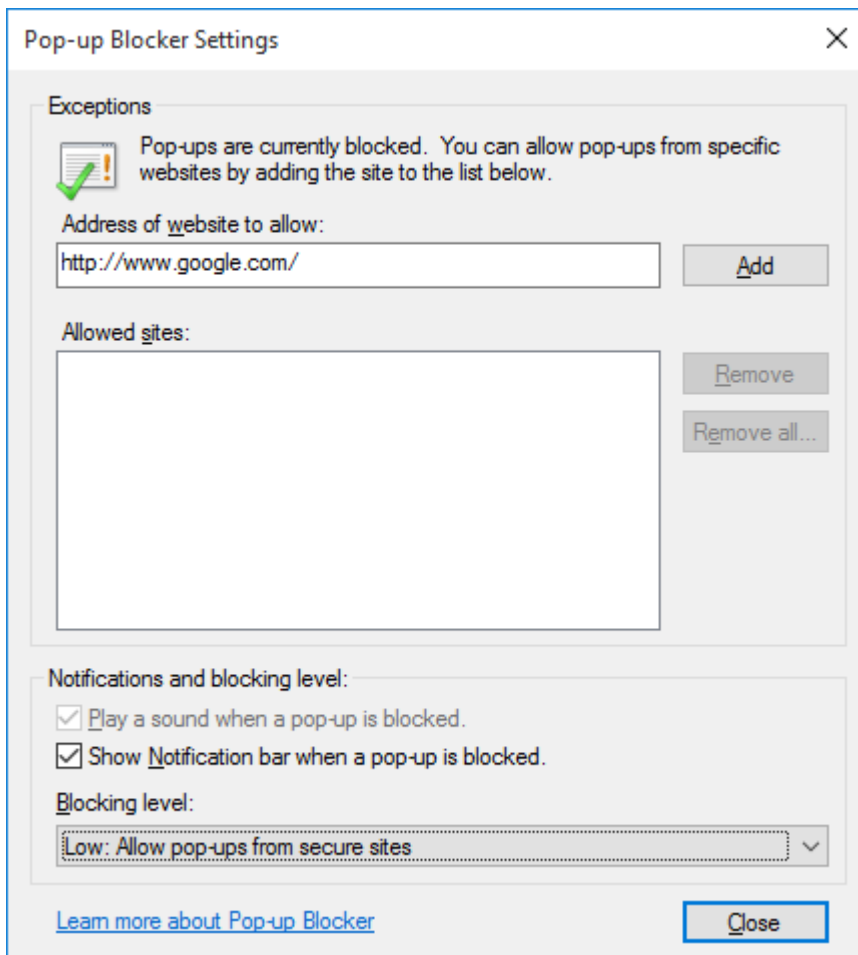 Pop-up Blocker Settings
Exceptions
Pop-ups are currently blocked. You can allow pop-ups from specific
websites by adding the site to the list below.
Address of website to allow:
http://www.google.com/
Add
Allowed sites:
Remove
Remove all...
Notifications and blocking level:
Play a sound when a pop-up is blocked.
Show Notification bar when a pop-up is blocked.
Blocking level:
Low: Allow pop-ups from secure sites
Learn more about Pop-up Blocker
Close